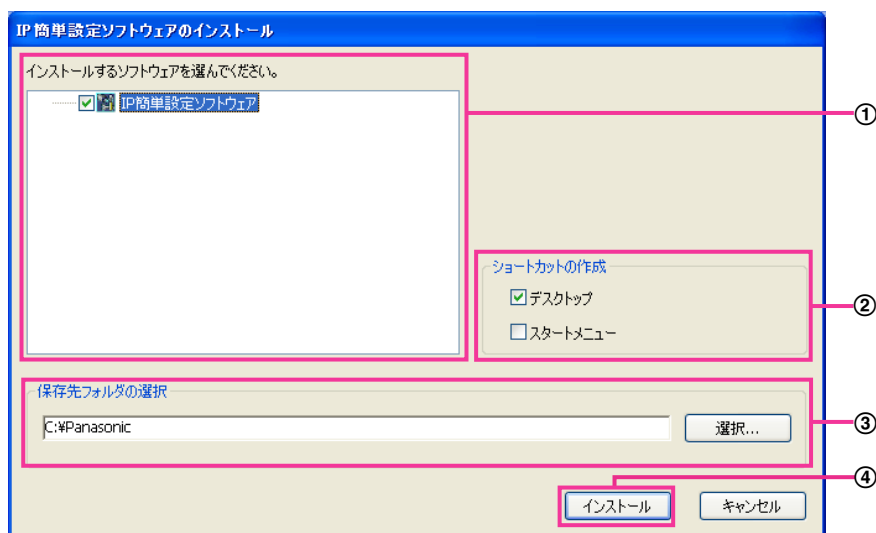 IP簡単設定ソフトウェアのインストール
インストールするソフトウェアを選んでください。
IP簡単設定ソフトウェア
①
ショートカットの作成
デスクトップ
②
スタートメニュー
保存先フォルダの選択
C:¥Panasonic
選択...
③
④
インストール
キャンセル